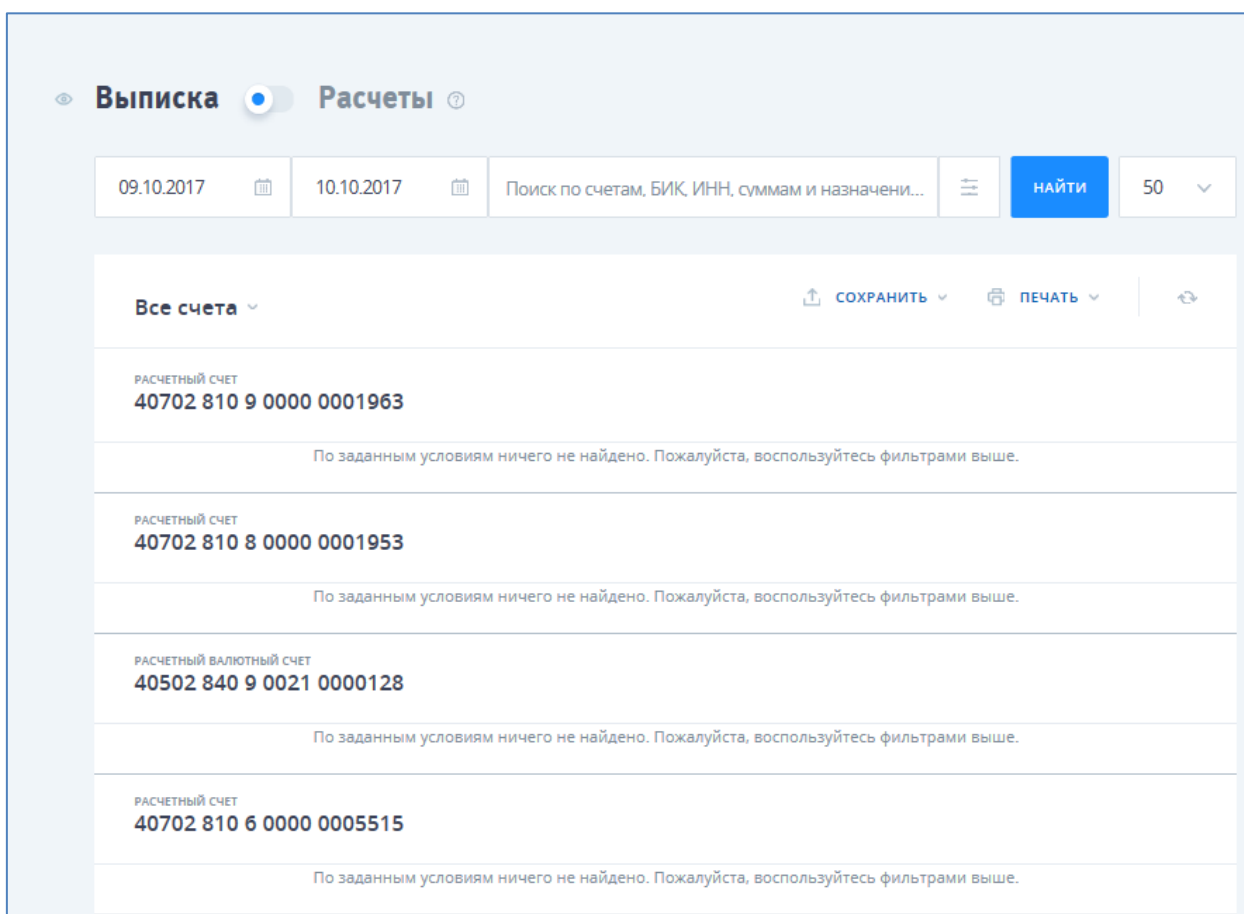 Выписка Расчеты ?
09.10.2017 10.10.2017 Поиск по счетам, БИК, ИНН, суммам и назначени... НАЙТИ 50
Все счета СОХРАНИТЬ ПЕЧАТЬ
РАСЧЕТНЫЙ СЧЕТ
40702 810 9 0000 0001963
По заданным условиям ничего не найдено. Пожалуйста, воспользуйтесь фильтрами выше.
РАСЧЕТНЫЙ СЧЕТ
40702 810 8 0000 0001953
По заданным условиям ничего не найдено. Пожалуйста, воспользуйтесь фильтрами выше.
РАСЧЕТНЫЙ ВАЛЮТНЫЙ СЧЕТ
40502 840 9 0021 0000128
По заданным условиям ничего не найдено. Пожалуйста, воспользуйтесь фильтрами выше.
РАСЧЕТНЫЙ СЧЕТ
40702 810 6 0000 0005515
По заданным условиям ничего не найдено. Пожалуйста, воспользуйтесь фильтрами выше.